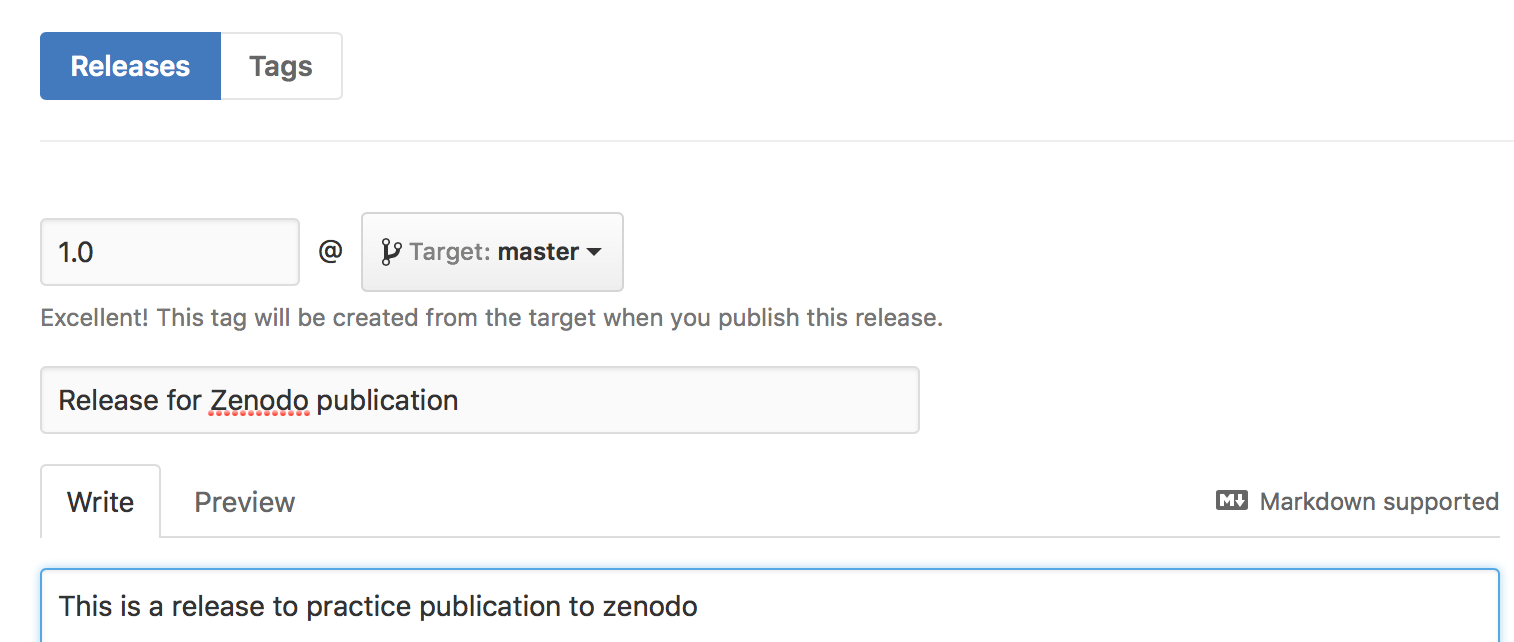 Releases Tags
1.0 @ Target: master
Excellent! This tag will be created from the target when you publish this release.
Release for Zenodo publication
Write Preview Markdown supported
This is a release to practice publication to zenodo